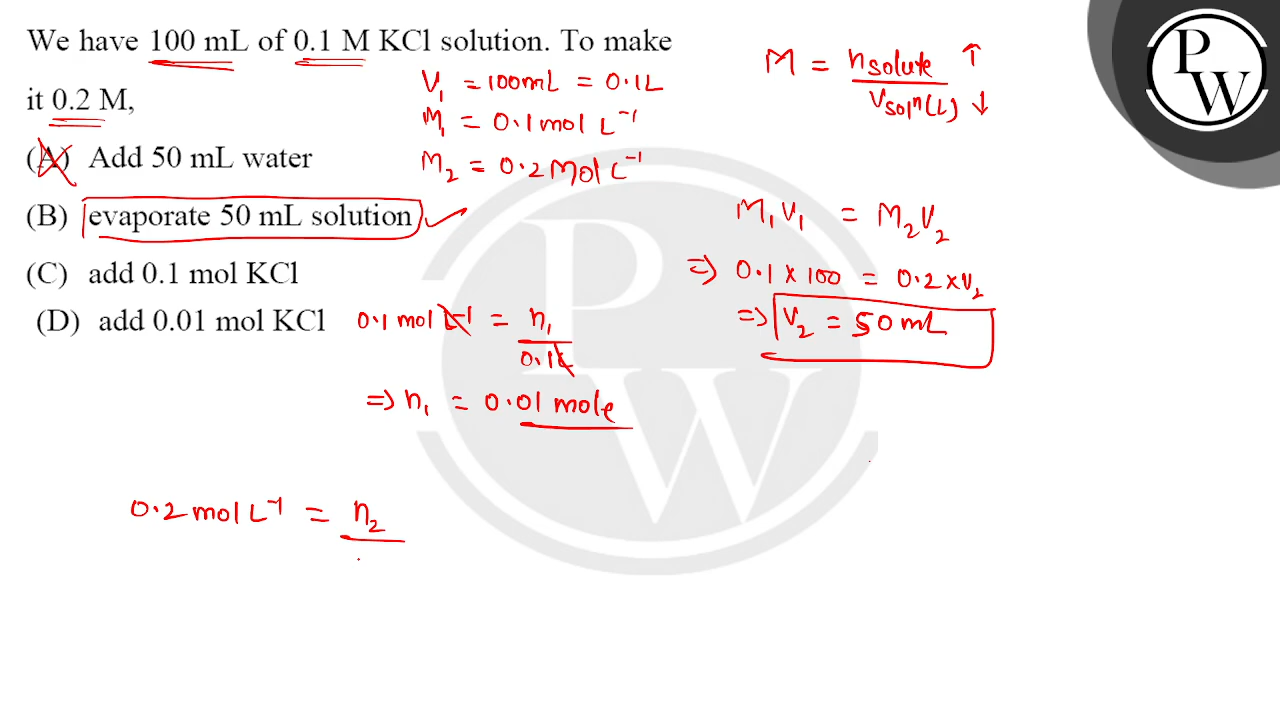 We have 100 mL of 0.1 M KCl solution. To make
it 0.2 M,
(A) Add 50 mL water
(B) evaporate 50 mL solution
(C) add 0.1 mol KCl
(D) add 0.01 mol KCl
V₁ = 100mL = 0.1L
M₁ = 0.1 mol L⁻¹
M₂ = 0.2 Mol L⁻¹
M = nsolute ↑
Vsolⁿ(L) ↓
M₁V₁ = M₂V₂
⇒ 0.1 × 100 = 0.2 × V₂
⇒ V₂ = 50 mL
0.1 mol L⁻¹ = n₁
0.1L
⇒ n₁ = 0.01 mole
0.2 mol L⁻¹ = n₂
P
W
P
W